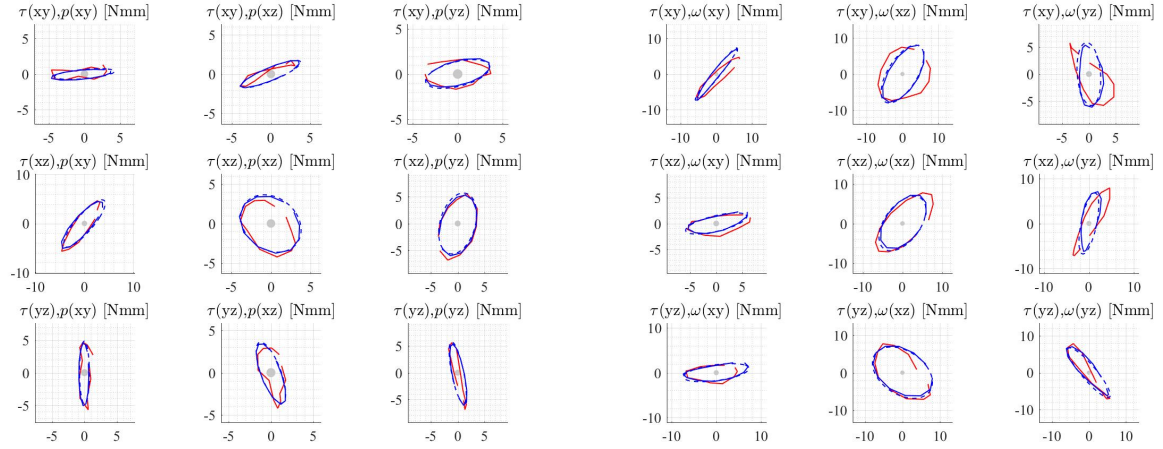 τ(xy),p(xy) [Nmm] τ(xy),p(xz) [Nmm] τ(xy),p(yz) [Nmm] τ(xy),ω(xy) [Nmm] τ(xy),ω(xz) [Nmm] τ(xy),ω(yz) [Nmm]
5 5 5 10 10 5
0 0 0 0 0 0
-5 -5 -5 -10 -10 -5
-5 0 5 -5 0 5 -5 0 5 -10 0 10 -10 0 10 -5 0 5
τ(xz),p(xy) [Nmm] τ(xz),p(xz) [Nmm] τ(xz),p(yz) [Nmm] τ(xz),ω(xy) [Nmm] τ(xz),ω(xz) [Nmm] τ(xz),ω(yz) [Nmm]
10 5 5 5 10 10
0 0 0 0 0 0
-10 -5 -5 -5 -10 -10
-10 0 10 -5 0 5 -5 0 5 -5 0 5 -10 0 10 -10 0 10
τ(yz),p(xy) [Nmm] τ(yz),p(xz) [Nmm] τ(yz),p(yz) [Nmm] τ(yz),ω(xy) [Nmm] τ(yz),ω(xz) [Nmm] τ(yz),ω(yz) [Nmm]
5 5 5 10 10 10
0 0 0 0 0 0
-5 -5 -5 -10 -10 -10
-5 0 5 -5 0 5 -5 0 5 -10 0 10 -10 0 10 -10 0 10